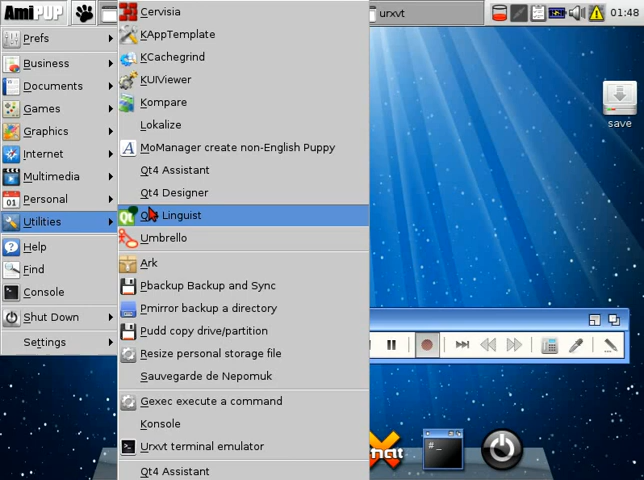 AmiPUP
urxvt
01:48
Prefs
Business
Documents
Games
Graphics
Internet
Multimedia
Personal
01
Utilities
Help
Find
Console
Shut Down
Settings
Cervisia
KAppTemplate
KCachegrind
KUIViewer
Kompare
Lokalize
A MoManager create non-English Puppy
Qt4 Assistant
Qt4 Designer
Linguist
Umbrello
Ark
Pbackup Backup and Sync
Pmirror backup a directory
Pudd copy drive/partition
Resize personal storage file
Sauvegarde de Nepomuk
Gexec execute a command
Konsole
Urxvt terminal emulator
Qt4 Assistant
save